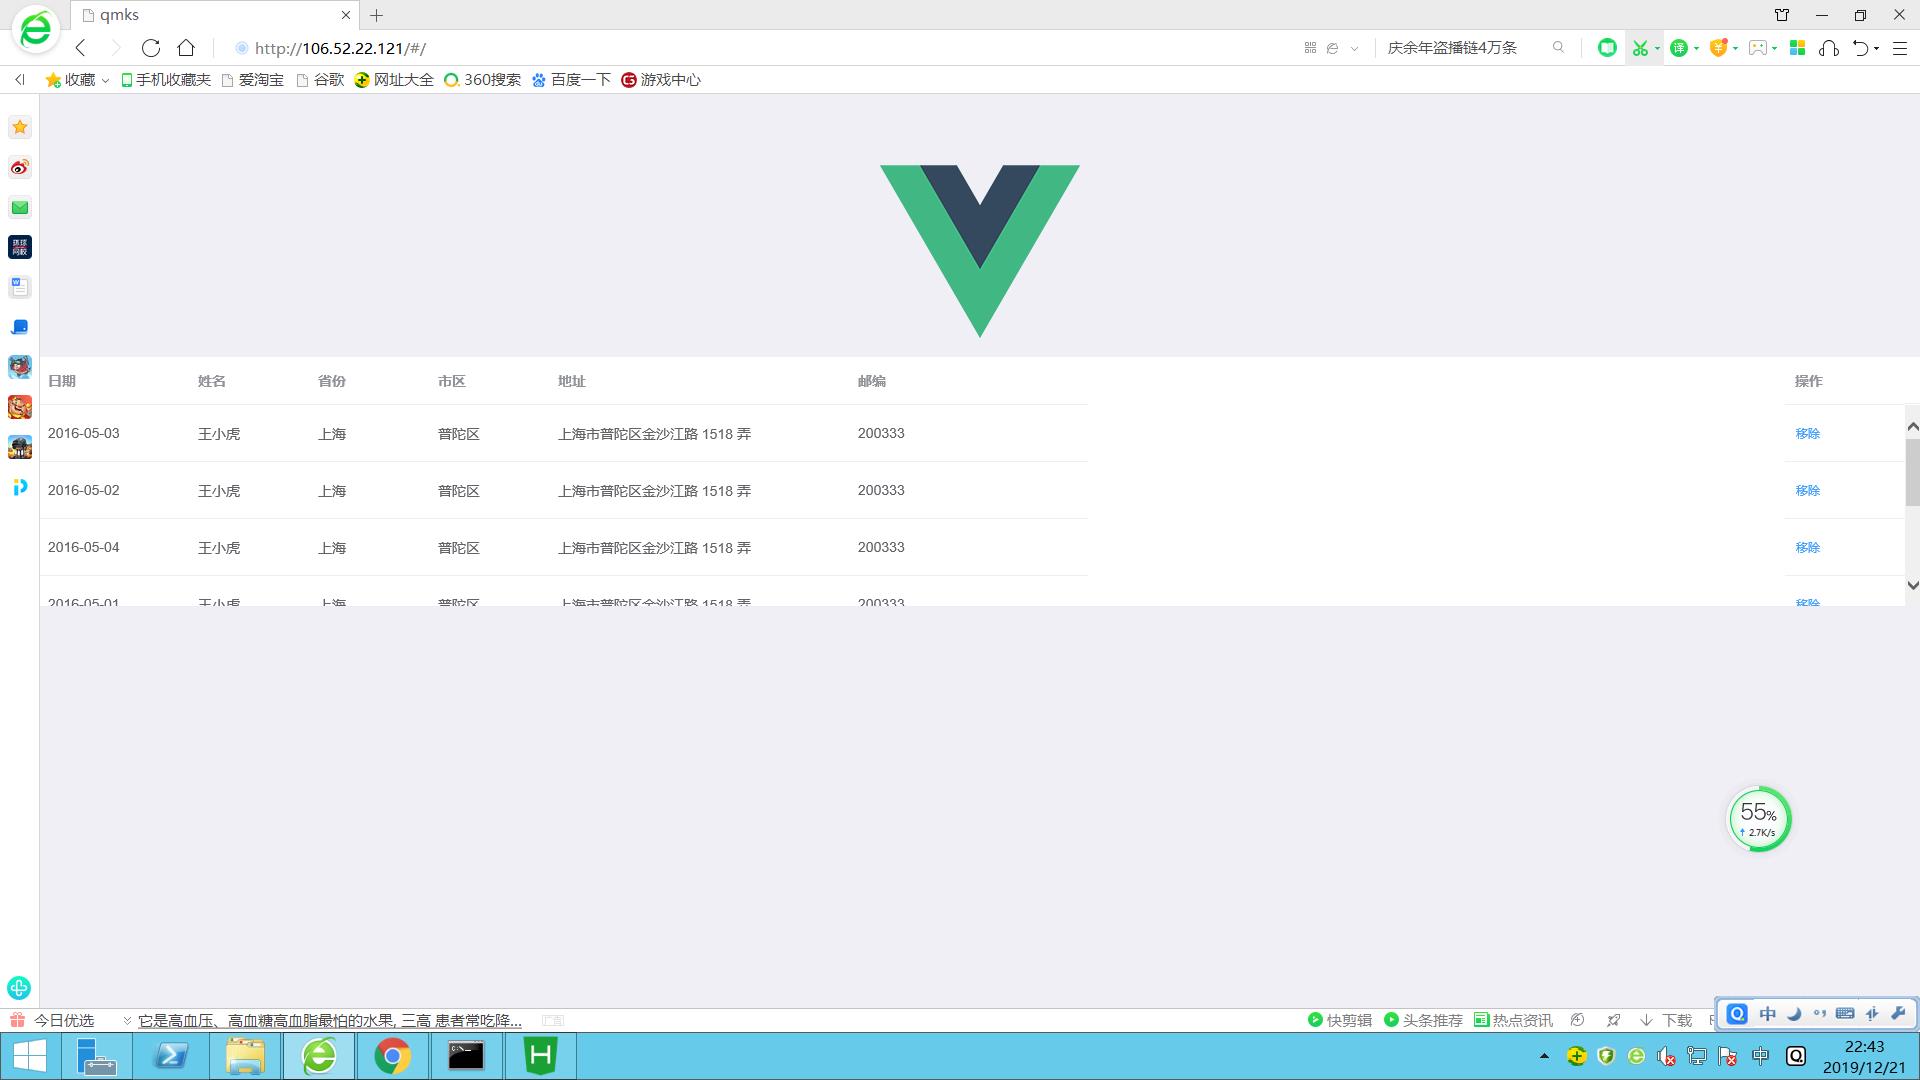 qmks
http://106.52.22.121/#/
庆余年盗播链4万条
收藏 手机收藏夹 爱淘宝 谷歌 网址大全 360搜索 百度一下 游戏中心
日期 姓名 省份 市区 地址 邮编 操作
2016-05-03 王小虎 上海 普陀区 上海市普陀区金沙江路 1518 弄 200333 移除
2016-05-02 王小虎 上海 普陀区 上海市普陀区金沙江路 1518 弄 200333 移除
2016-05-04 王小虎 上海 普陀区 上海市普陀区金沙江路 1518 弄 200333 移除
2016-05-01 王小虎 上海 普陀区 上海市普陀区金沙江路 1518 弄 200333 移除
55%
2.7K/s
今日优选 它是高血压、高血糖高血脂最怕的水果, 三高 患者常吃降... 广告 快剪辑 头条推荐 热点资讯 下载
中
中
22:43
2019/12/21